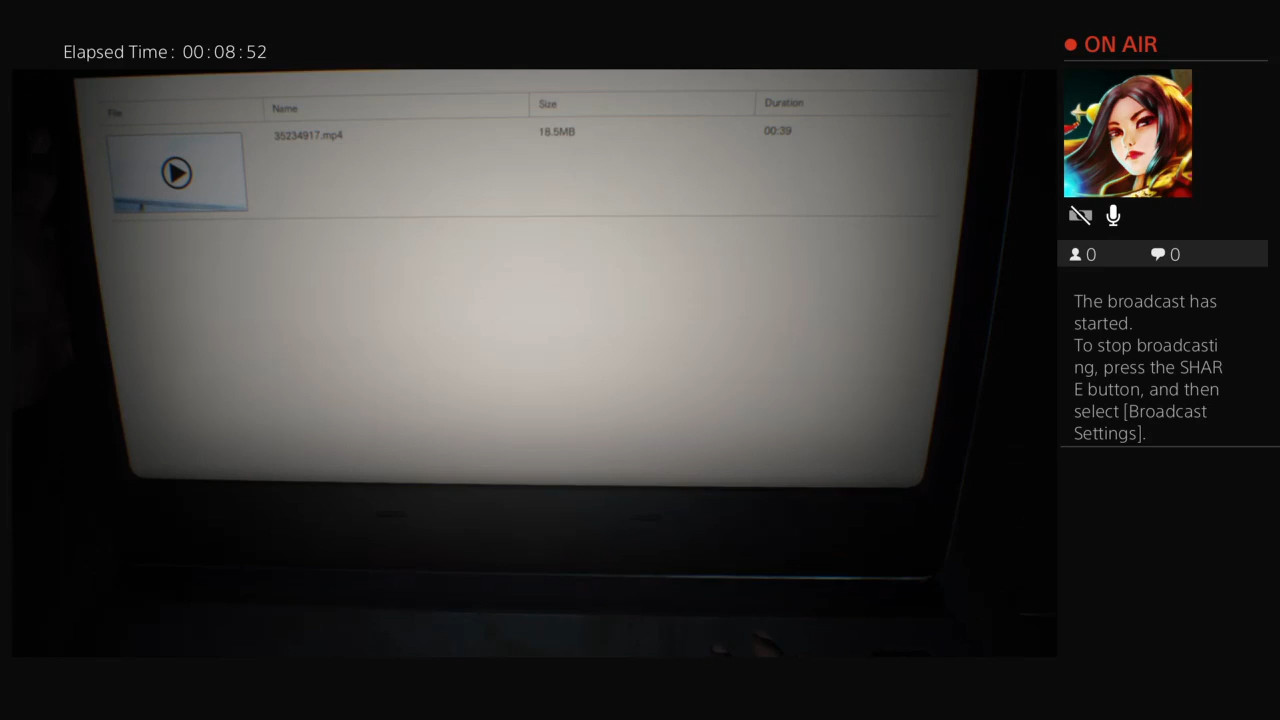 Elapsed Time: 00:08:52
ON AIR
File Name Size Duration
35234917.mp4 18.5MB 00:39
0 0
The broadcast has
started.
To stop broadcasti
ng, press the SHAR
E button, and then
select [Broadcast
Settings].